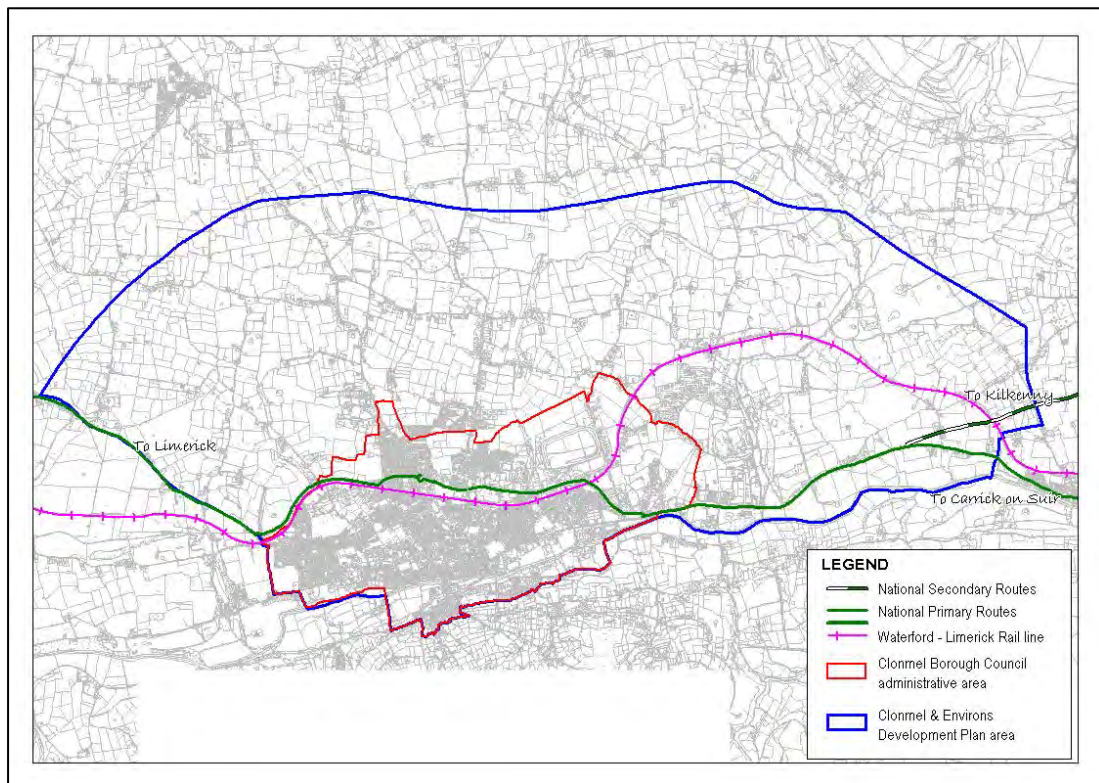 To Kilkenny
To Limerick
To Carrick on Suir
LEGEND
National Secondary Routes
National Primary Routes
Waterford - Limerick Rail line
Clonmel Borough Council
administrative area
Clonmel & Environs
Development Plan area